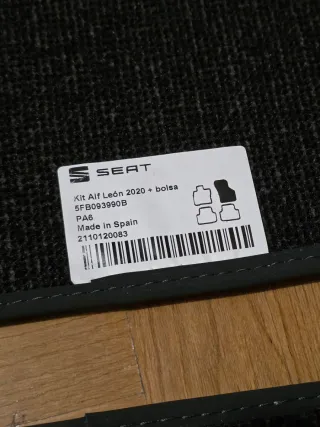 SEAT
Kit Alf León 2020 + bolsa
5FB093990B
PA6
Made in Spain
2110120083